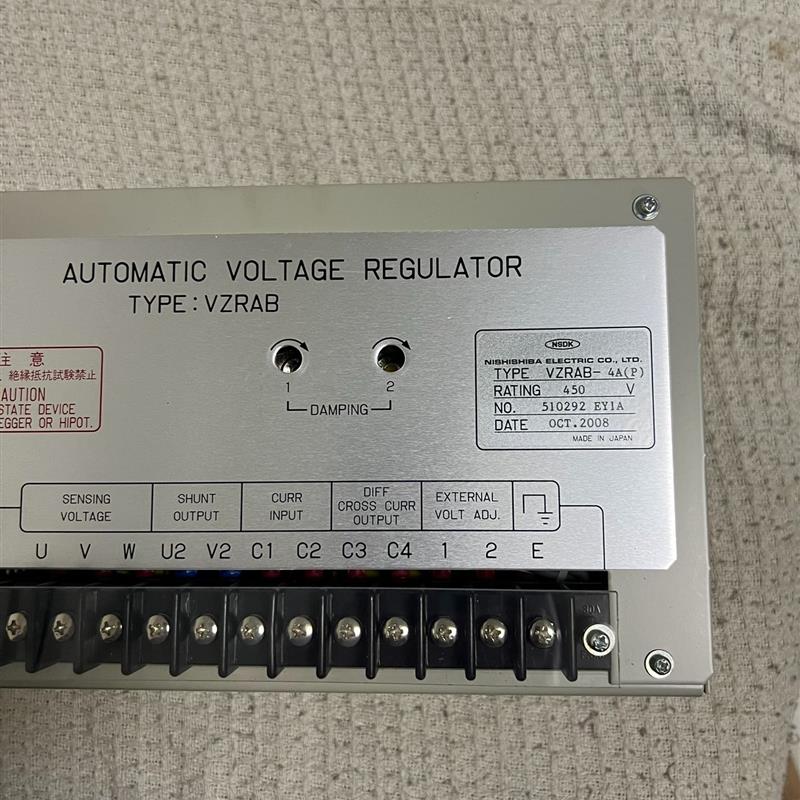 AUTOMATIC VOLTAGE REGULATOR
TYPE : VZRAB
注 意
絶縁抵抗試験禁止
AUTION
STATE DEVICE
EGGER OR HIPOT.
1 2
DAMPING
NSDK
NISHISHIBA ELECTRIC CO., LTD.
TYPE VZRAB- 4A(P)
RATING 450 V
NO. 510292 EY1A
DATE OCT.2008
MADE IN JAPAN
SENSING VOLTAGE
SHUNT OUTPUT
CURR INPUT
DIFF CROSS CURR OUTPUT
EXTERNAL VOLT ADJ.
U V W U2 V2 C1 C2 C3 C4 1 2 E
30A